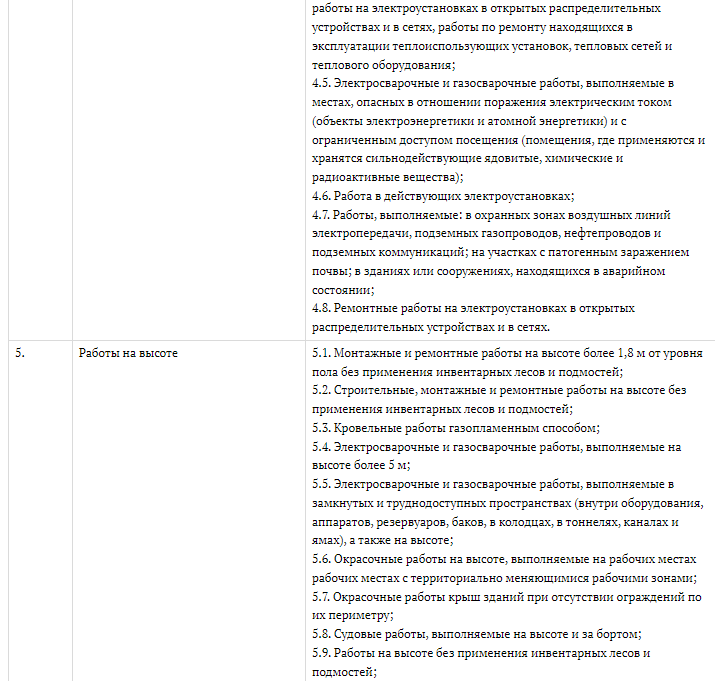 работы на электроустановках в открытых распределительных
устройствах и в сетях, работы по ремонту находящихся в
эксплуатации теплоиспользующих установок, тепловых сетей и
теплового оборудования;
4.5. Электросварочные и газосварочные работы, выполняемые в
местах, опасных в отношении поражения электрическим током
(объекты электроэнергетики и атомной энергетики) и с
ограниченным доступом посещения (помещения, где применяются и
хранятся сильнодействующие ядовитые, химические и
радиоактивные вещества);
4.6. Работа в действующих электроустановках;
4.7. Работы, выполняемые: в охранных зонах воздушных линий
электропередачи, подземных газопроводов, нефтепроводов и
подземных коммуникаций; на участках с патогенным заражением
почвы; в зданиях или сооружениях, находящихся в аварийном
состоянии;
4.8. Ремонтные работы на электроустановках в открытых
распределительных устройствах и в сетях.
5. Работы на высоте 5.1. Монтажные и ремонтные работы на высоте более 1,8 м от уровня
пола без применения инвентарных лесов и подмостей;
5.2. Строительные, монтажные и ремонтные работы на высоте без
применения инвентарных лесов и подмостей;
5.3. Кровельные работы газопламенным способом;
5.4. Электросварочные и газосварочные работы, выполняемые на
высоте более 5 м;
5.5. Электросварочные и газосварочные работы, выполняемые в
замкнутых и труднодоступных пространствах (внутри оборудования,
аппаратов, резервуаров, баков, в колодцах, в тоннелях, каналах и
ямах), а также на высоте;
5.6. Окрасочные работы на высоте, выполняемые на рабочих местах
рабочих местах с территориально меняющимися рабочими зонами;
5.7. Окрасочные работы крыш зданий при отсутствии ограждений по
их периметру;
5.8. Судовые работы, выполняемые на высоте и за бортом;
5.9. Работы на высоте без применения инвентарных лесов и
подмостей;